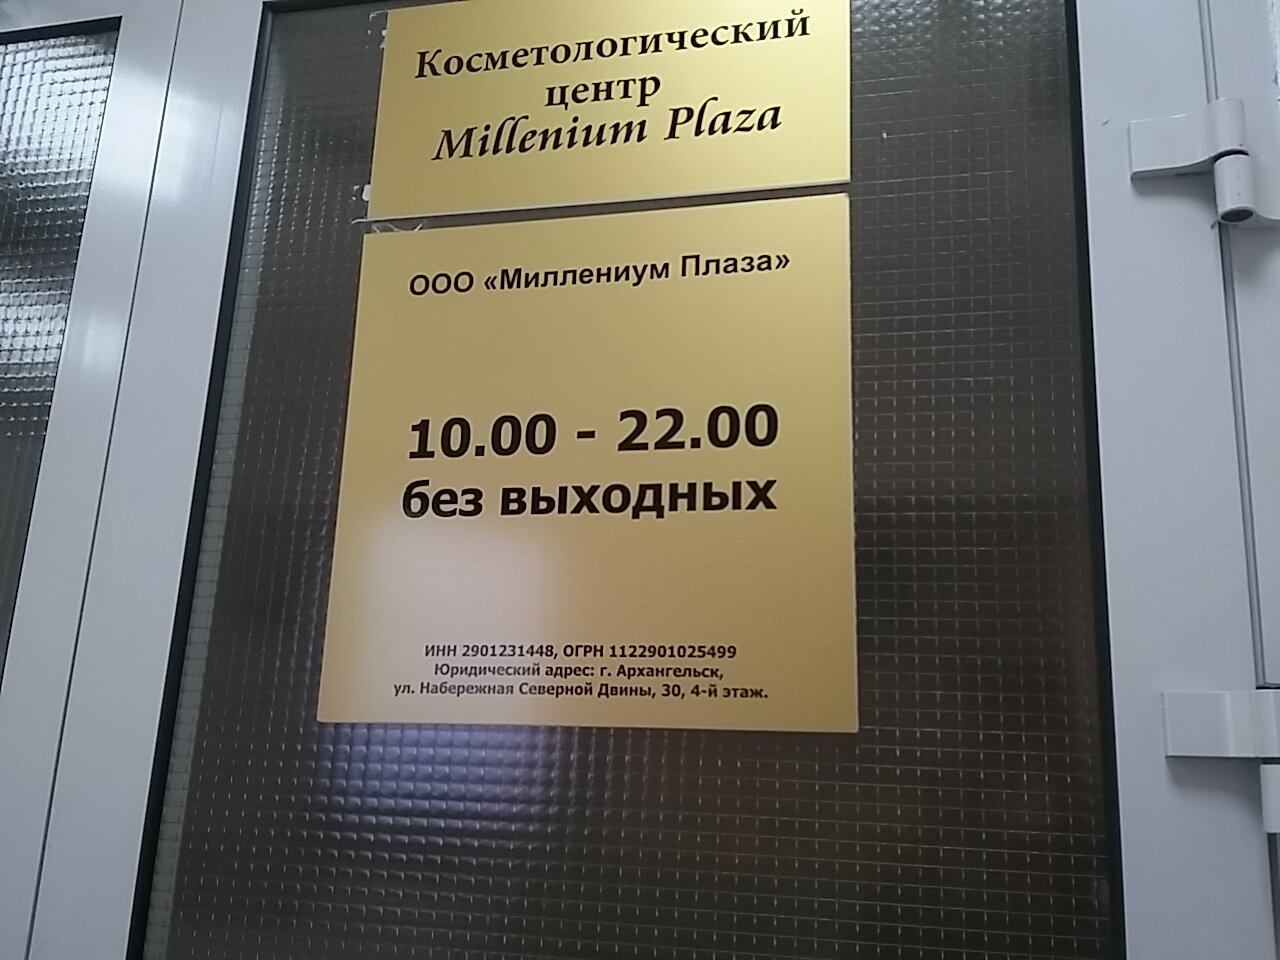 Косметологический
центр
Millenium Plaza
ООО «Миллениум Плаза»
10.00 - 22.00
без выходных
ИНН 2901231448, ОГРН 1122901025499
Юридический адрес: г. Архангельск,
ул. Набережная Северной Двины, 30, 4-й этаж.